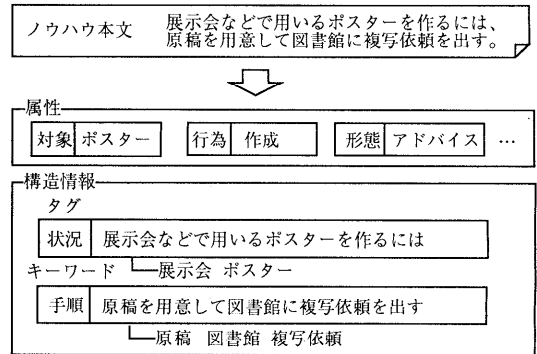 ノウハウ本文 展示会などで用いるポスターを作るには、
原稿を用意して図書館に複写依頼を出す。
属性
対象 ポスター 行為 作成 形態 アドバイス …
構造情報
タグ
状況 展示会などで用いるポスターを作るには
キーワード 展示会 ポスター
手順 原稿を用意して図書館に複写依頼を出す
原稿 図書館 複写依頼